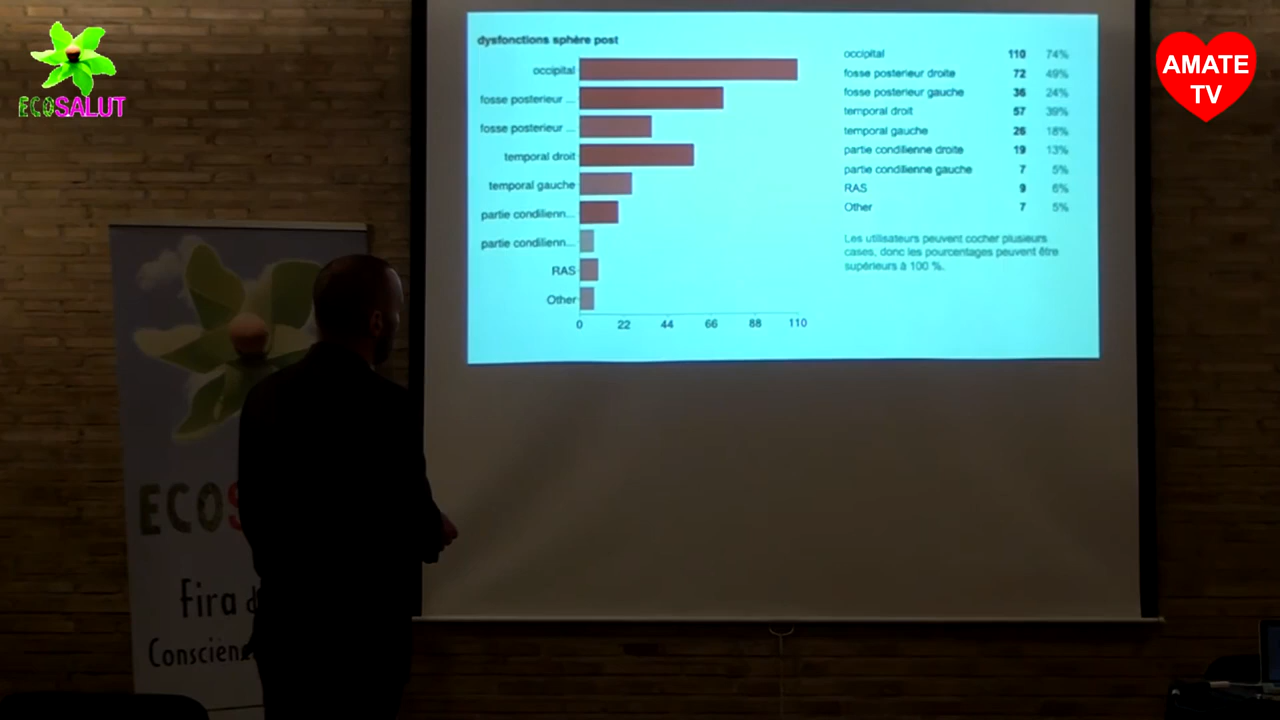 ECOSALUT
AMATE
TV
dysfonctions sphère post
occipital
fosse posterieur ...
fosse posterieur ...
temporal droit
temporal gauche
partie condilienn...
partie condilienn...
RAS
Other
0 22 44 66 88 110
occipital 110 74%
fosse posterieur droite 72 49%
fosse posterieur gauche 36 24%
temporal droit 57 39%
temporal gauche 26 18%
partie condilienne droite 19 13%
partie condilienne gauche 7 5%
RAS 9 6%
Other 7 5%
Les utilisateurs peuvent cocher plusieurs
cases, donc les pourcentages peuvent être
supérieurs à 100 %.
ECOS
Fira d
Conscièn